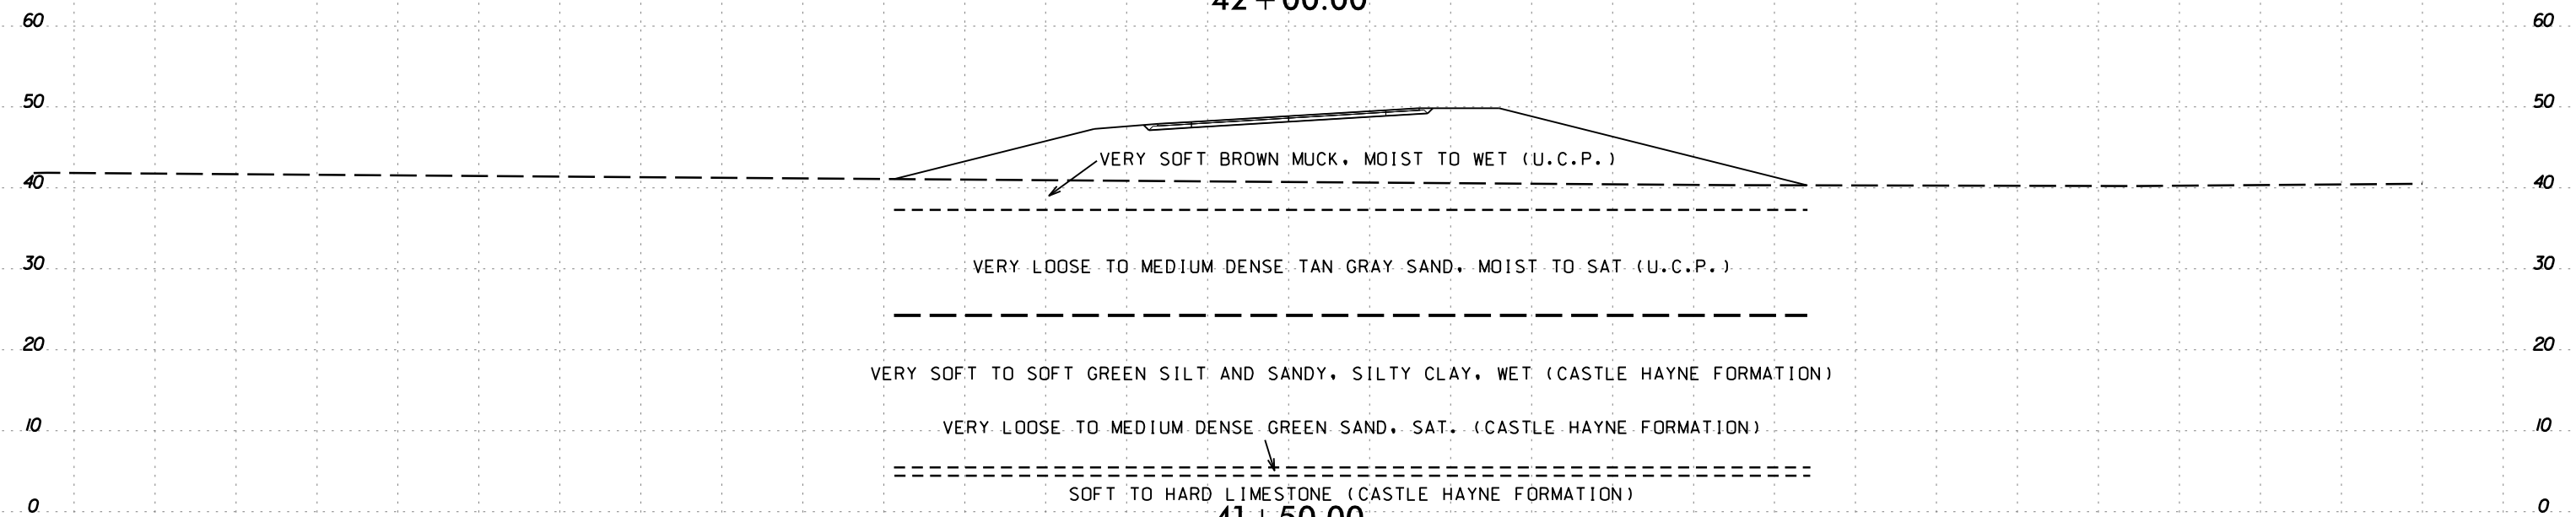 42+00.00
60 60
50 50
VERY SOFT BROWN MUCK, MOIST TO WET (U.C.P.)
40 40
VERY LOOSE TO MEDIUM DENSE TAN GRAY SAND, MOIST TO SAT (U.C.P.)
30 30
20 20
VERY SOFT TO SOFT GREEN SILT AND SANDY, SILTY CLAY, WET (CASTLE HAYNE FORMATION)
VERY LOOSE TO MEDIUM DENSE GREEN SAND, SAT. (CASTLE HAYNE FORMATION)
10 10
SOFT TO HARD LIMESTONE (CASTLE HAYNE FORMATION)
0 0
41+50.00